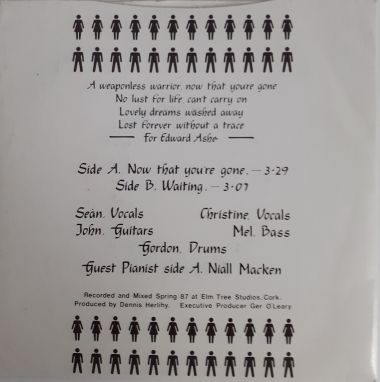 A weaponless warrior, now that you're gone
No lust for life, can't carry on
Lovely dreams washed away
Lost forever without a trace
For Edward Ashe
Side A. Now that you're gone. — 3·29
Side B. Waiting. — 3·07
Seàn, Vocals Christine, Vocals
John, Guitars Mel, Bass
Gordon, Drums
Guest Pianist side A. Niall Macken
Recorded and Mixed Spring 87 at Elm Tree Studios, Cork.
Produced by Dennis Herlihy. Executive Producer Ger O'Leary